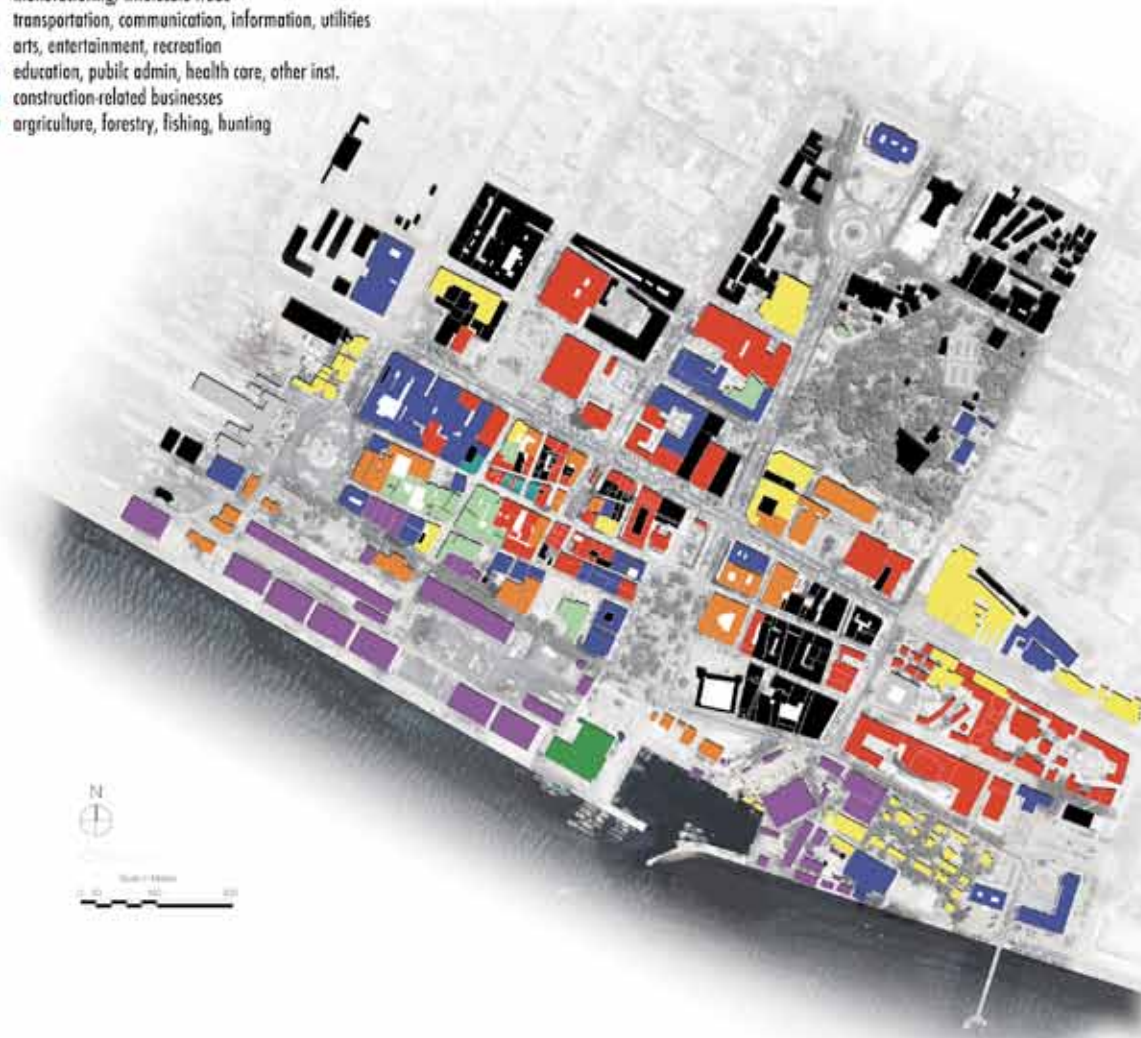 transportation, communication, information, utilities
arts, entertainment, recreation
education, public admin, health care, other inst.
construction-related businesses
argriculture, forestry, fishing, hunting
N